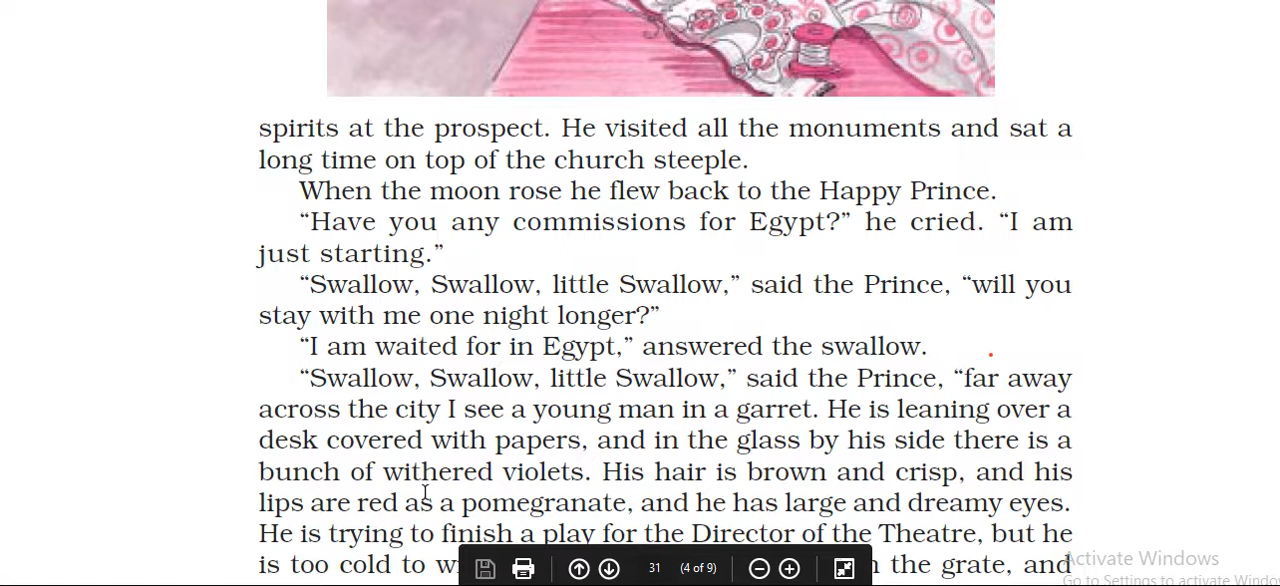 spirits at the prospect. He visited all the monuments and sat a
long time on top of the church steeple.
When the moon rose he flew back to the Happy Prince.
“Have you any commissions for Egypt?” he cried. “I am
just starting.”
“Swallow, Swallow, little Swallow,” said the Prince, “will you
stay with me one night longer?”
“I am waited for in Egypt,” answered the swallow.
“Swallow, Swallow, little Swallow,” said the Prince, “far away
across the city I see a young man in a garret. He is leaning over a
desk covered with papers, and in the glass by his side there is a
bunch of withered violets. His hair is brown and crisp, and his
lips are red as a pomegranate, and he has large and dreamy eyes.
He is trying to finish a play for the Director of the Theatre, but he
is too cold to the grate, and
31 (4 of 9)
Activate Windows
Go to Settings to activate Windo